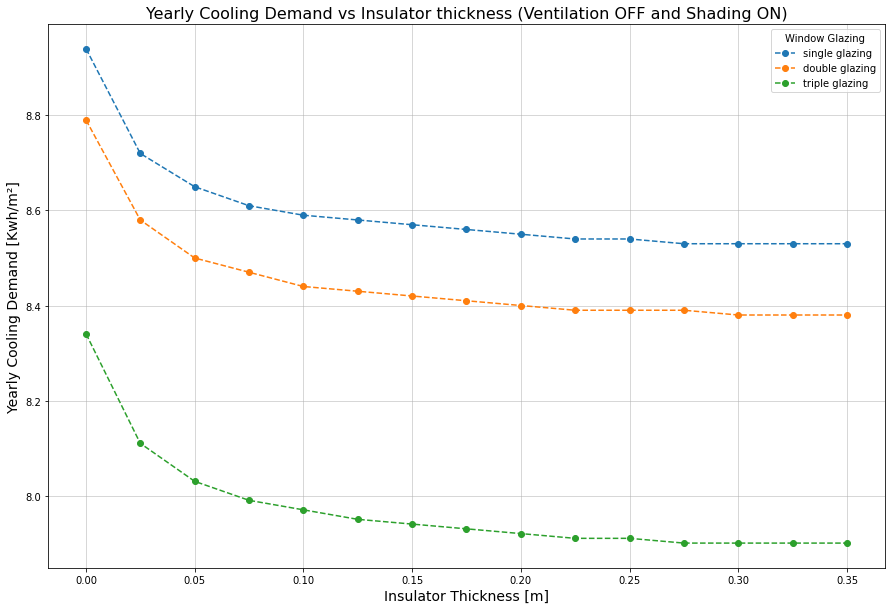 Yearly Cooling Demand vs Insulator thickness (Ventilation OFF and Shading ON)
Window Glazing
single glazing
double glazing
triple glazing
Yearly Cooling Demand [Kwh/m²]
8.8
8.6
8.4
8.2
8.0
0.00 0.05 0.10 0.15 0.20 0.25 0.30 0.35
Insulator Thickness [m]